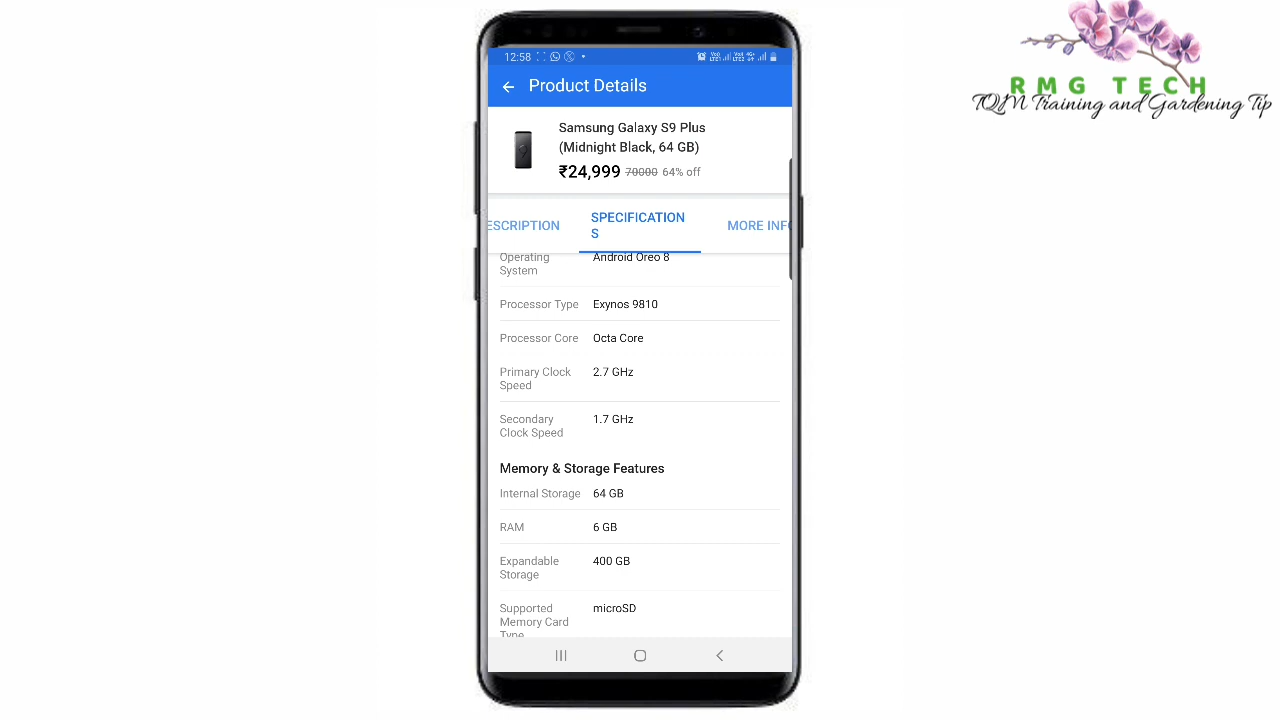 RMG TECH
TQM Training and Gardening Tip
12:58
Product Details
Samsung Galaxy S9 Plus
(Midnight Black, 64 GB)
₹24,999 70000 64% off
ESCRIPTION
SPECIFICATION
S
MORE INFO
Operating
System
Android Oreo 8
Processor Type Exynos 9810
Processor Core Octa Core
Primary Clock
Speed
2.7 GHz
Secondary
Clock Speed
1.7 GHz
Memory & Storage Features
Internal Storage 64 GB
RAM 6 GB
Expandable
Storage
400 GB
Supported
Memory Card
Type
microSD